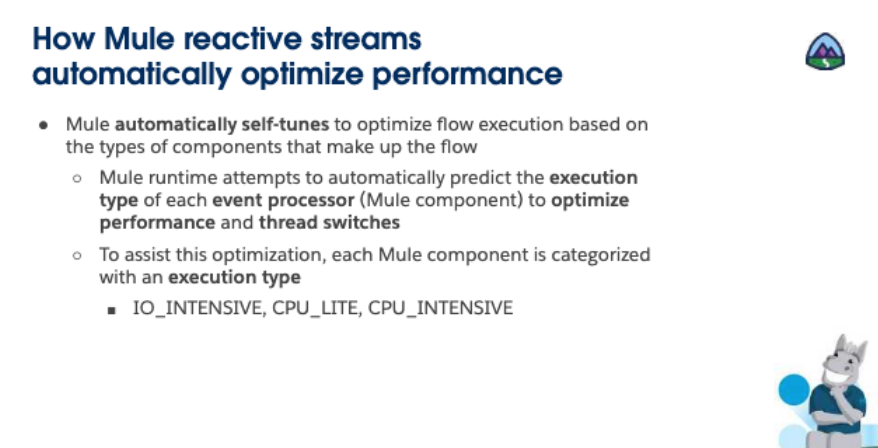 How Mule reactive streams
automatically optimize performance
● Mule automatically self-tunes to optimize flow execution based on
the types of components that make up the flow
○ Mule runtime attempts to automatically predict the execution
type of each event processor (Mule component) to optimize
performance and thread switches
○ To assist this optimization, each Mule component is categorized
with an execution type
■ IO_INTENSIVE, CPU_LITE, CPU_INTENSIVE